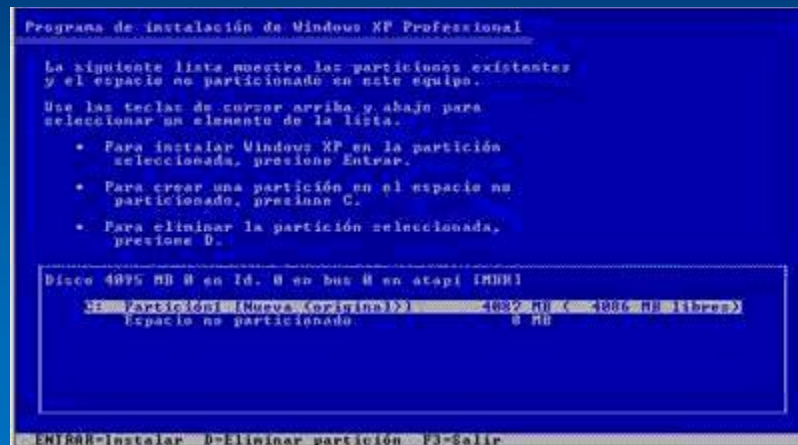 Programa de instalación de Windows XP Professional
La siguiente lista muestra las particiones existentes
y el espacio no particionado en este equipo.
Use las teclas de cursor arriba y abajo para
seleccionar un elemento de la lista.
• Para instalar Windows XP en la partición
seleccionada, presione Entrar.
• Para crear una partición en el espacio no
particionado, presione C.
• Para eliminar la partición seleccionada,
presione D.
Disco 4095 MB 0 en Id. 0 en bus 0 en atapi [MBR]
C: Partición1 [Nueva (original)] 4087 MB ( 4086 MB libres)
Espacio no particionado 8 MB
ENTRAR=Instalar D=Eliminar partición F3=Salir